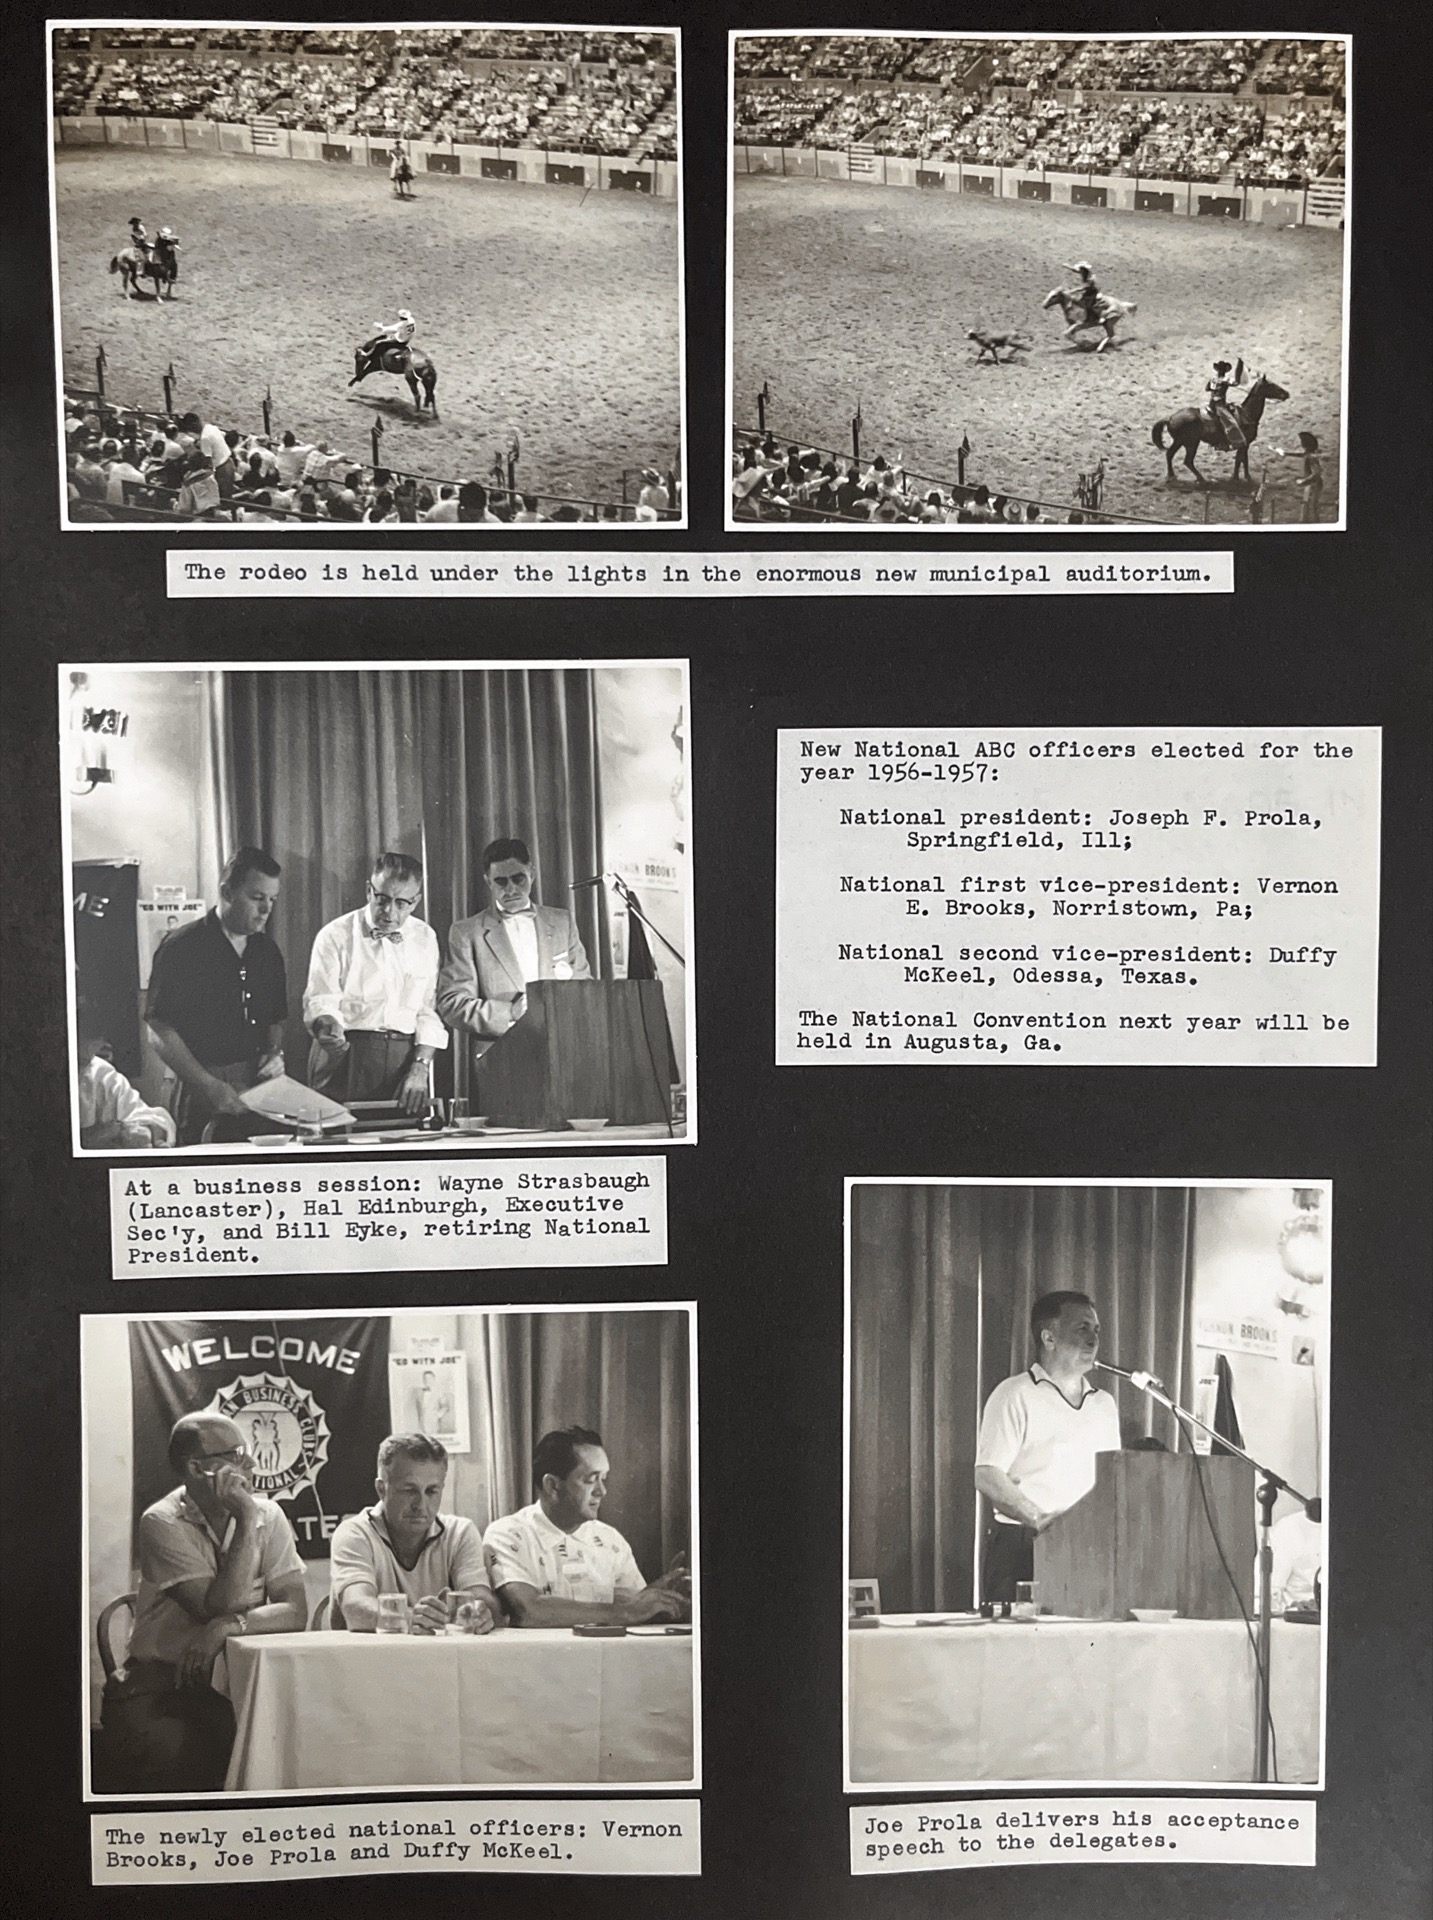 The rodeo is held under the lights in the enormous new municipal auditorium.
New National ABC officers elected for the
year 1956-1957:
National president: Joseph F. Prola,
Springfield, Ill;
National first vice-president: Vernon
E. Brooks, Norristown, Pa;
National second vice-president: Duffy
McKeel, Odessa, Texas.
The National Convention next year will be
held in Augusta, Ga.
ME
"GO WITH JOE"
BROOKS
At a business session: Wayne Strasbaugh
(Lancaster), Hal Edinburgh, Executive
Sec'y, and Bill Eyke, retiring National
President.
WELCOME
"GO WITH JOE"
BUSINESS CLUBS
The newly elected national officers: Vernon
Brooks, Joe Prola and Duffy McKeel.
VERNON BROOKS
JOE"
Joe Prola delivers his acceptance
speech to the delegates.